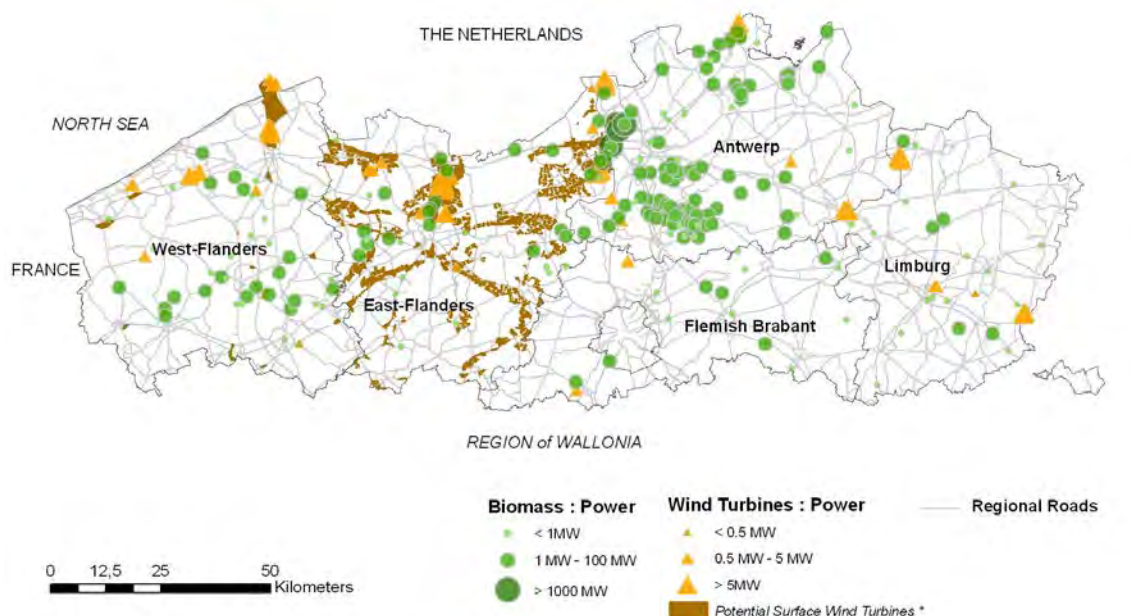 THE NETHERLANDS
NORTH SEA
Antwerp
West-Flanders
FRANCE
Limburg
East-Flanders
Flemish Brabant
REGION of WALLONIA
Biomass : Power
< 1MW
1 MW - 100 MW
> 1000 MW
Wind Turbines : Power
< 0.5 MW
0.5 MW - 5 MW
> 5MW
Potential Surface Wind Turbines *
Regional Roads
0 12,5 25 50
Kilometers